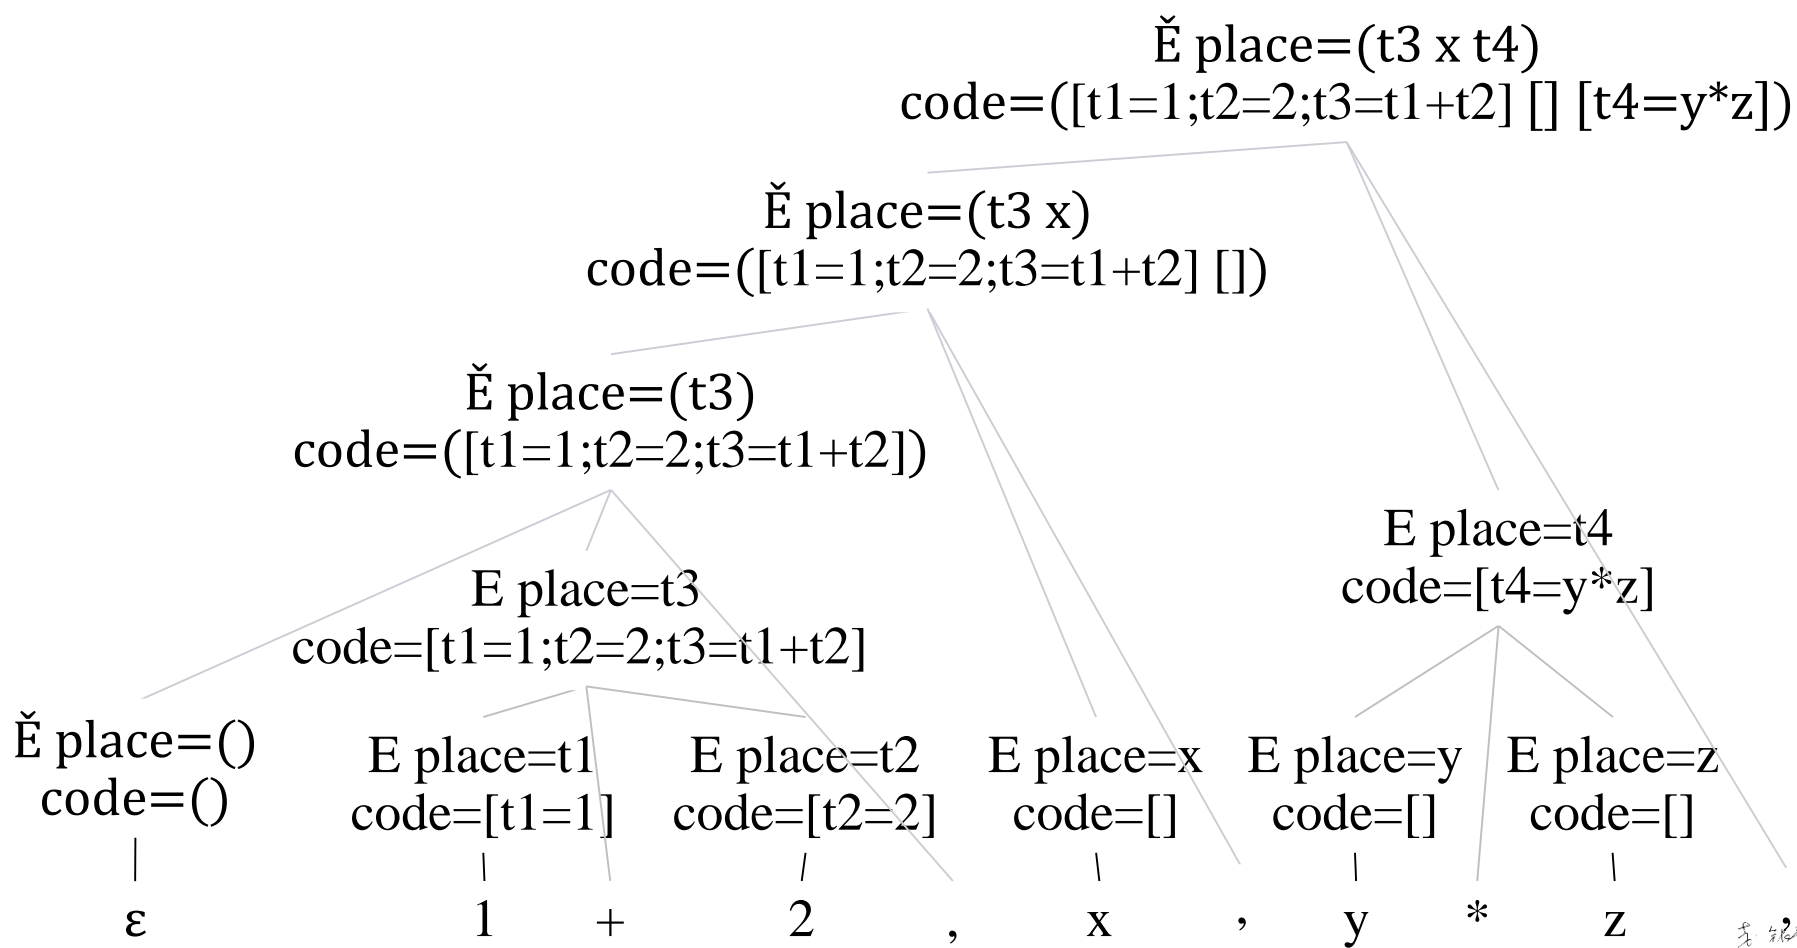 Ě place=(t3 x t4)
code=([t1=1;t2=2;t3=t1+t2] [] [t4=y*z])
Ě place=(t3 x)
code=([t1=1;t2=2;t3=t1+t2] [])
Ě place=(t3)
code=([t1=1;t2=2;t3=t1+t2])
E place=t4
code=[t4=y*z]
E place=t3
code=[t1=1;t2=2;t3=t1+t2]
Ě place=()
code=()
E place=t1
code=[t1=1]
E place=t2
code=[t2=2]
E place=x
code=[]
E place=y
code=[]
E place=z
code=[]
ε 1 + 2 , x , y * z ,